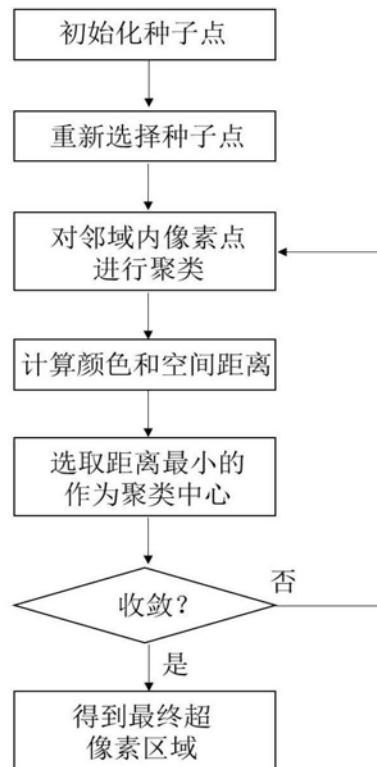 初始化种子点
重新选择种子点
对邻域内像素点
进行聚类
计算颜色和空间距离
选取距离最小的
作为聚类中心
收敛?
否
是
得到最终超
像素区域